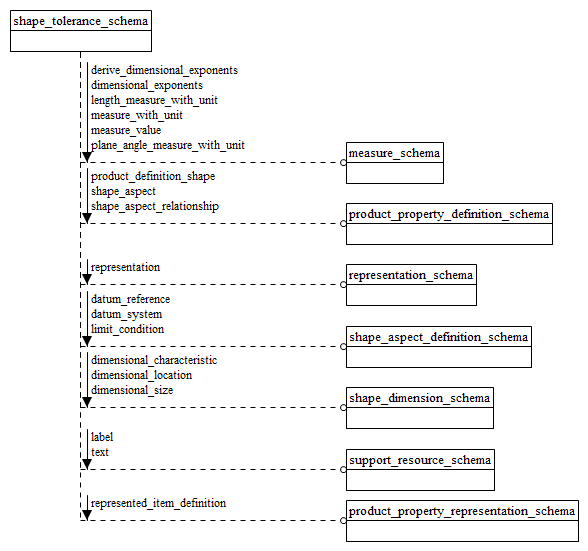 shape_tolerance_schema
derive_dimensional_exponents
dimensional_exponents
length_measure_with_unit
measure_with_unit
measure_value
plane_angle_measure_with_unit
measure_schema
product_definition_shape
shape_aspect
shape_aspect_relationship
product_property_definition_schema
representation
representation_schema
datum_reference
datum_system
limit_condition
shape_aspect_definition_schema
dimensional_characteristic
dimensional_location
dimensional_size
shape_dimension_schema
label
text
support_resource_schema
represented_item_definition
product_property_representation_schema